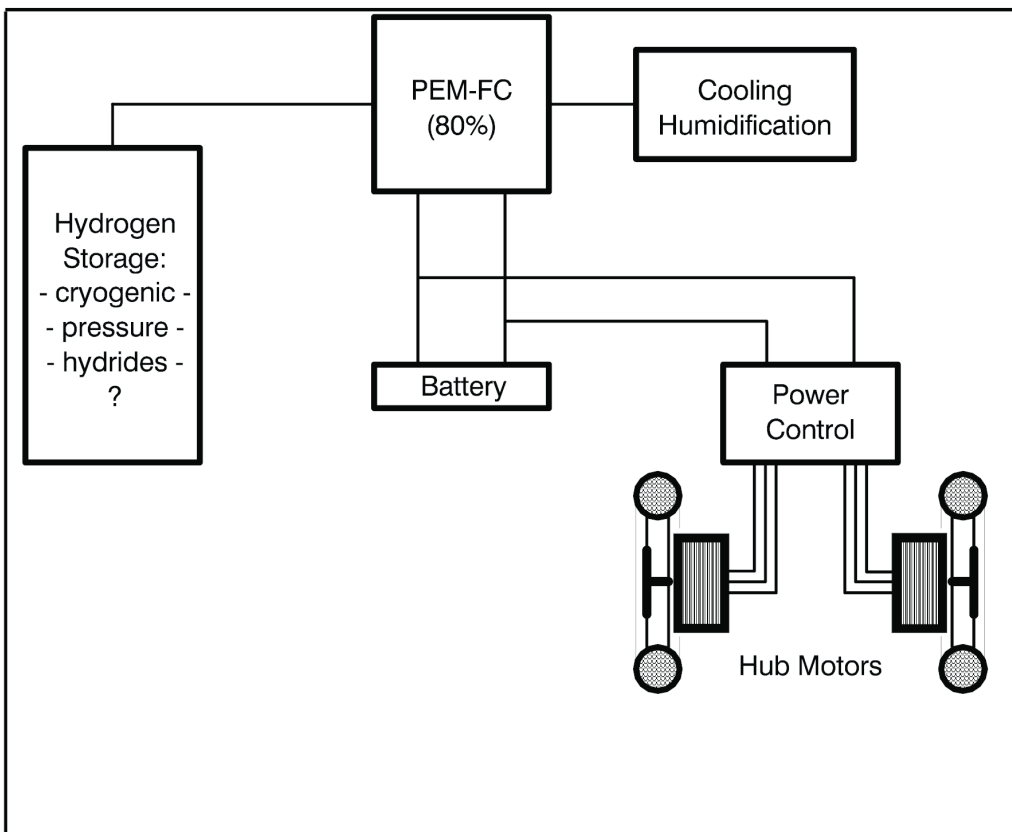 PEM-FC
(80%)
Cooling
Humidification
Hydrogen
Storage:
- cryogenic -
- pressure -
- hydrides -
?
Battery
Power
Control
Hub Motors